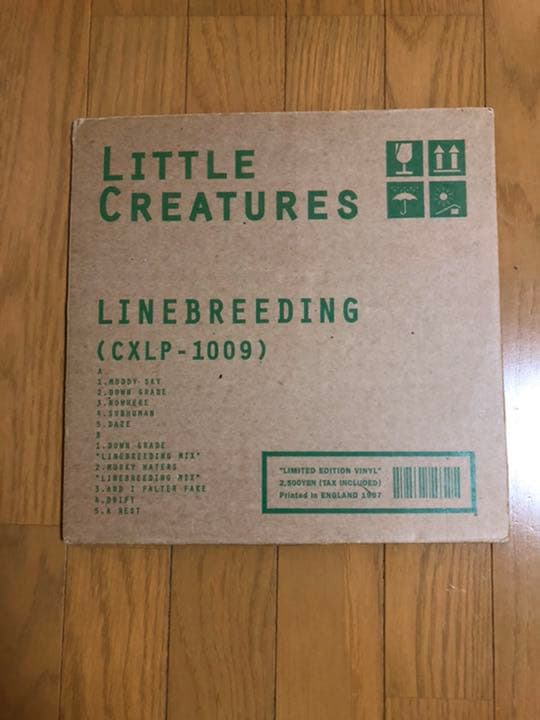 LITTLE
CREATURES
LINEBREEDING
(CXLP-1009)
A
1.MOODY SKY
2.DOWN GRADE
3.NOWHERE
4.SUBHUMAN
5.DAZE
B
1.DOWN GRADE
"LINEBREEDING MIX"
2.MURKY WATERS
"LINEBREEDING MIX"
3.AND I FALTER FAKE
4.DRIFT
5.A REST
"LIMITED EDITION VINYL"
2,500YEN (TAX INCLUDED)
Printed in ENGLAND 1997